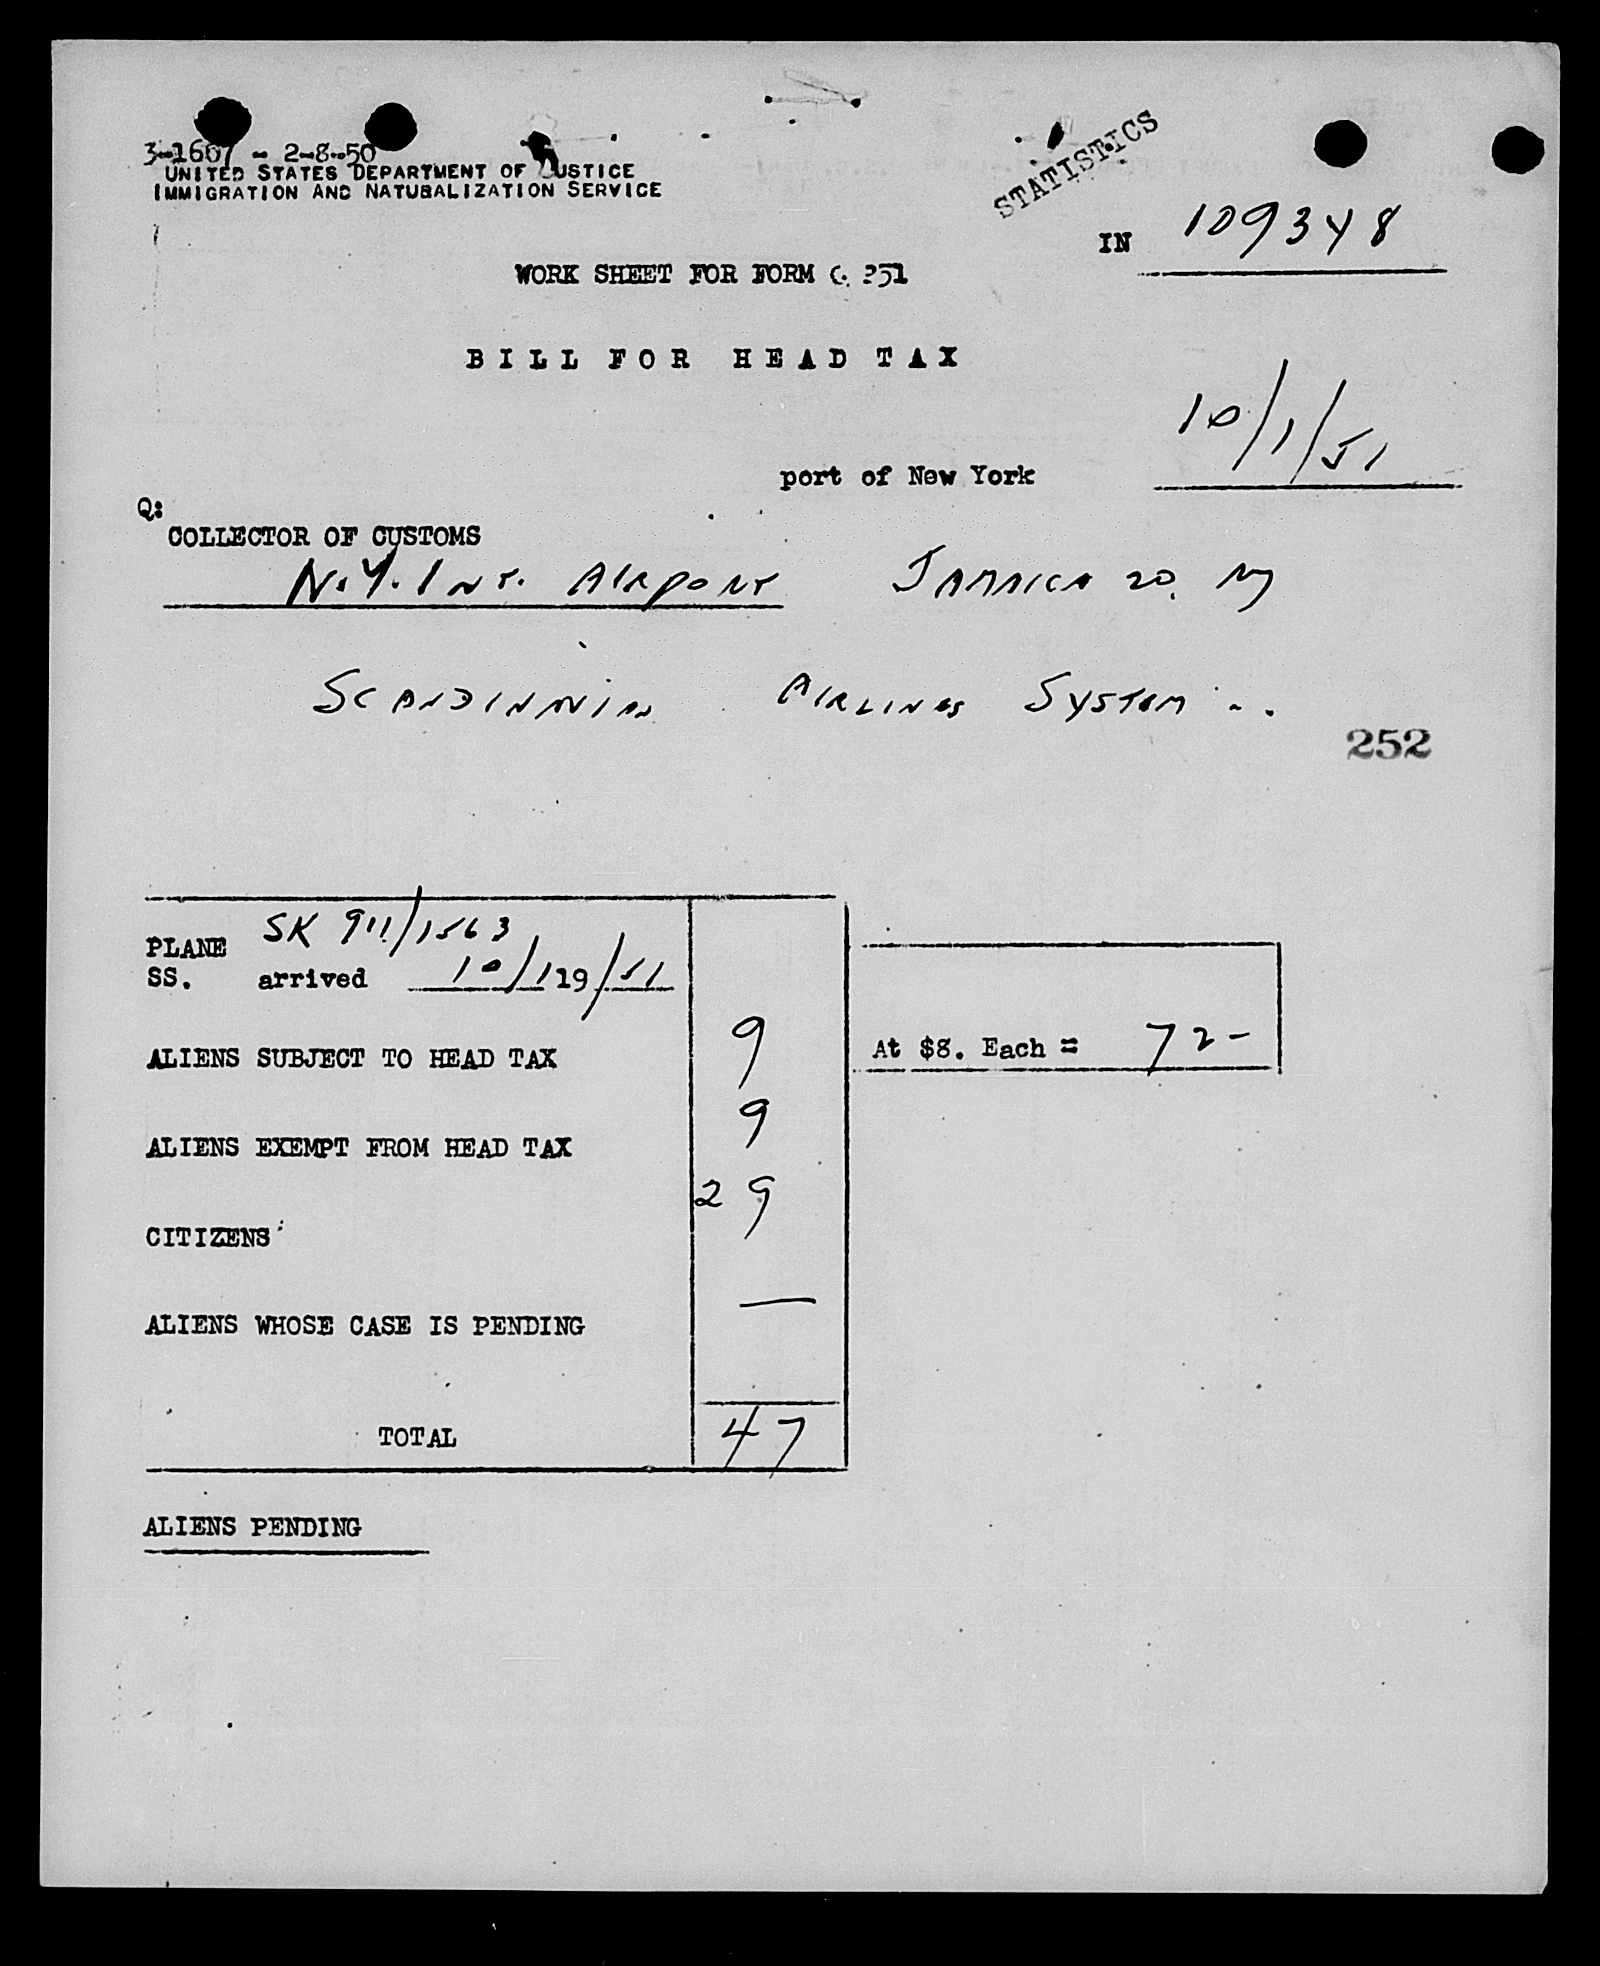 3-1607 - 2-8-50
UNITED STATES DEPARTMENT OF JUSTICE
IMMIGRATION AND NATURALIZATION SERVICE
STATISTICS
IN 109348
WORK SHEET FOR FORM 351
BILL FOR HEAD TAX
10/1/51
port of New York
Q:
COLLECTOR OF CUSTOMS
N.Y. INT. AIRPORT JAMAICA 20, NY
SCANDINAVIAN AIRLINES SYSTEM
252
PLANE SK 911/1563
SS. arrived 10/1 19/51
ALIENS SUBJECT TO HEAD TAX 9 At $8. Each = 72-
ALIENS EXEMPT FROM HEAD TAX 9
CITIZENS 29
ALIENS WHOSE CASE IS PENDING —
TOTAL 47
ALIENS PENDING